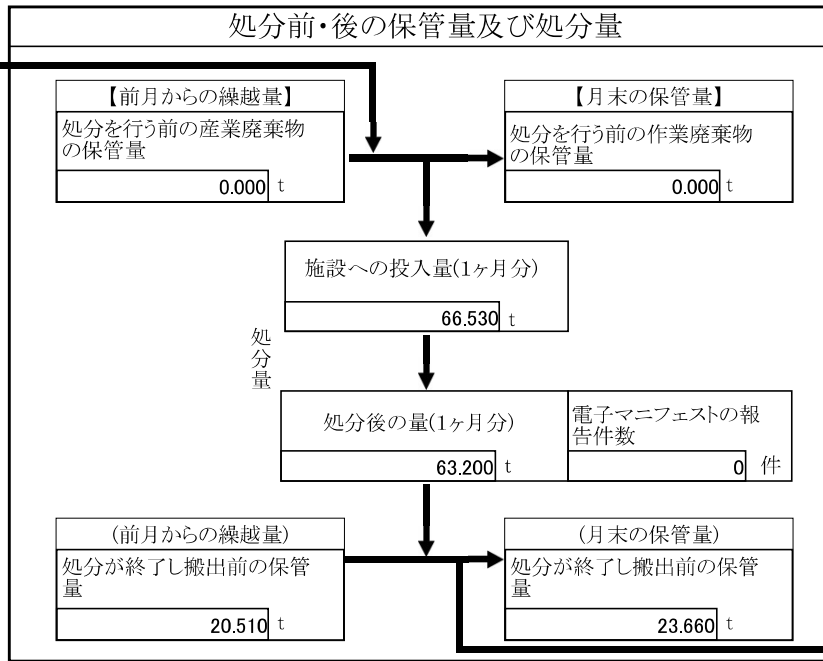 処分前・後の保管量及び処分量
【前月からの繰越量】
処分を行う前の産業廃棄物
の保管量
0.000 t
【月末の保管量】
処分を行う前の作業廃棄物
の保管量
0.000 t
施設への投入量(1ヶ月分)
66.530 t
処分量
処分後の量(1ヶ月分)
63.200 t
電子マニフェストの報
告件数
0 件
(前月からの繰越量)
処分が終了し搬出前の保管
量
20.510 t
(月末の保管量)
処分が終了し搬出前の保管
量
23.660 t